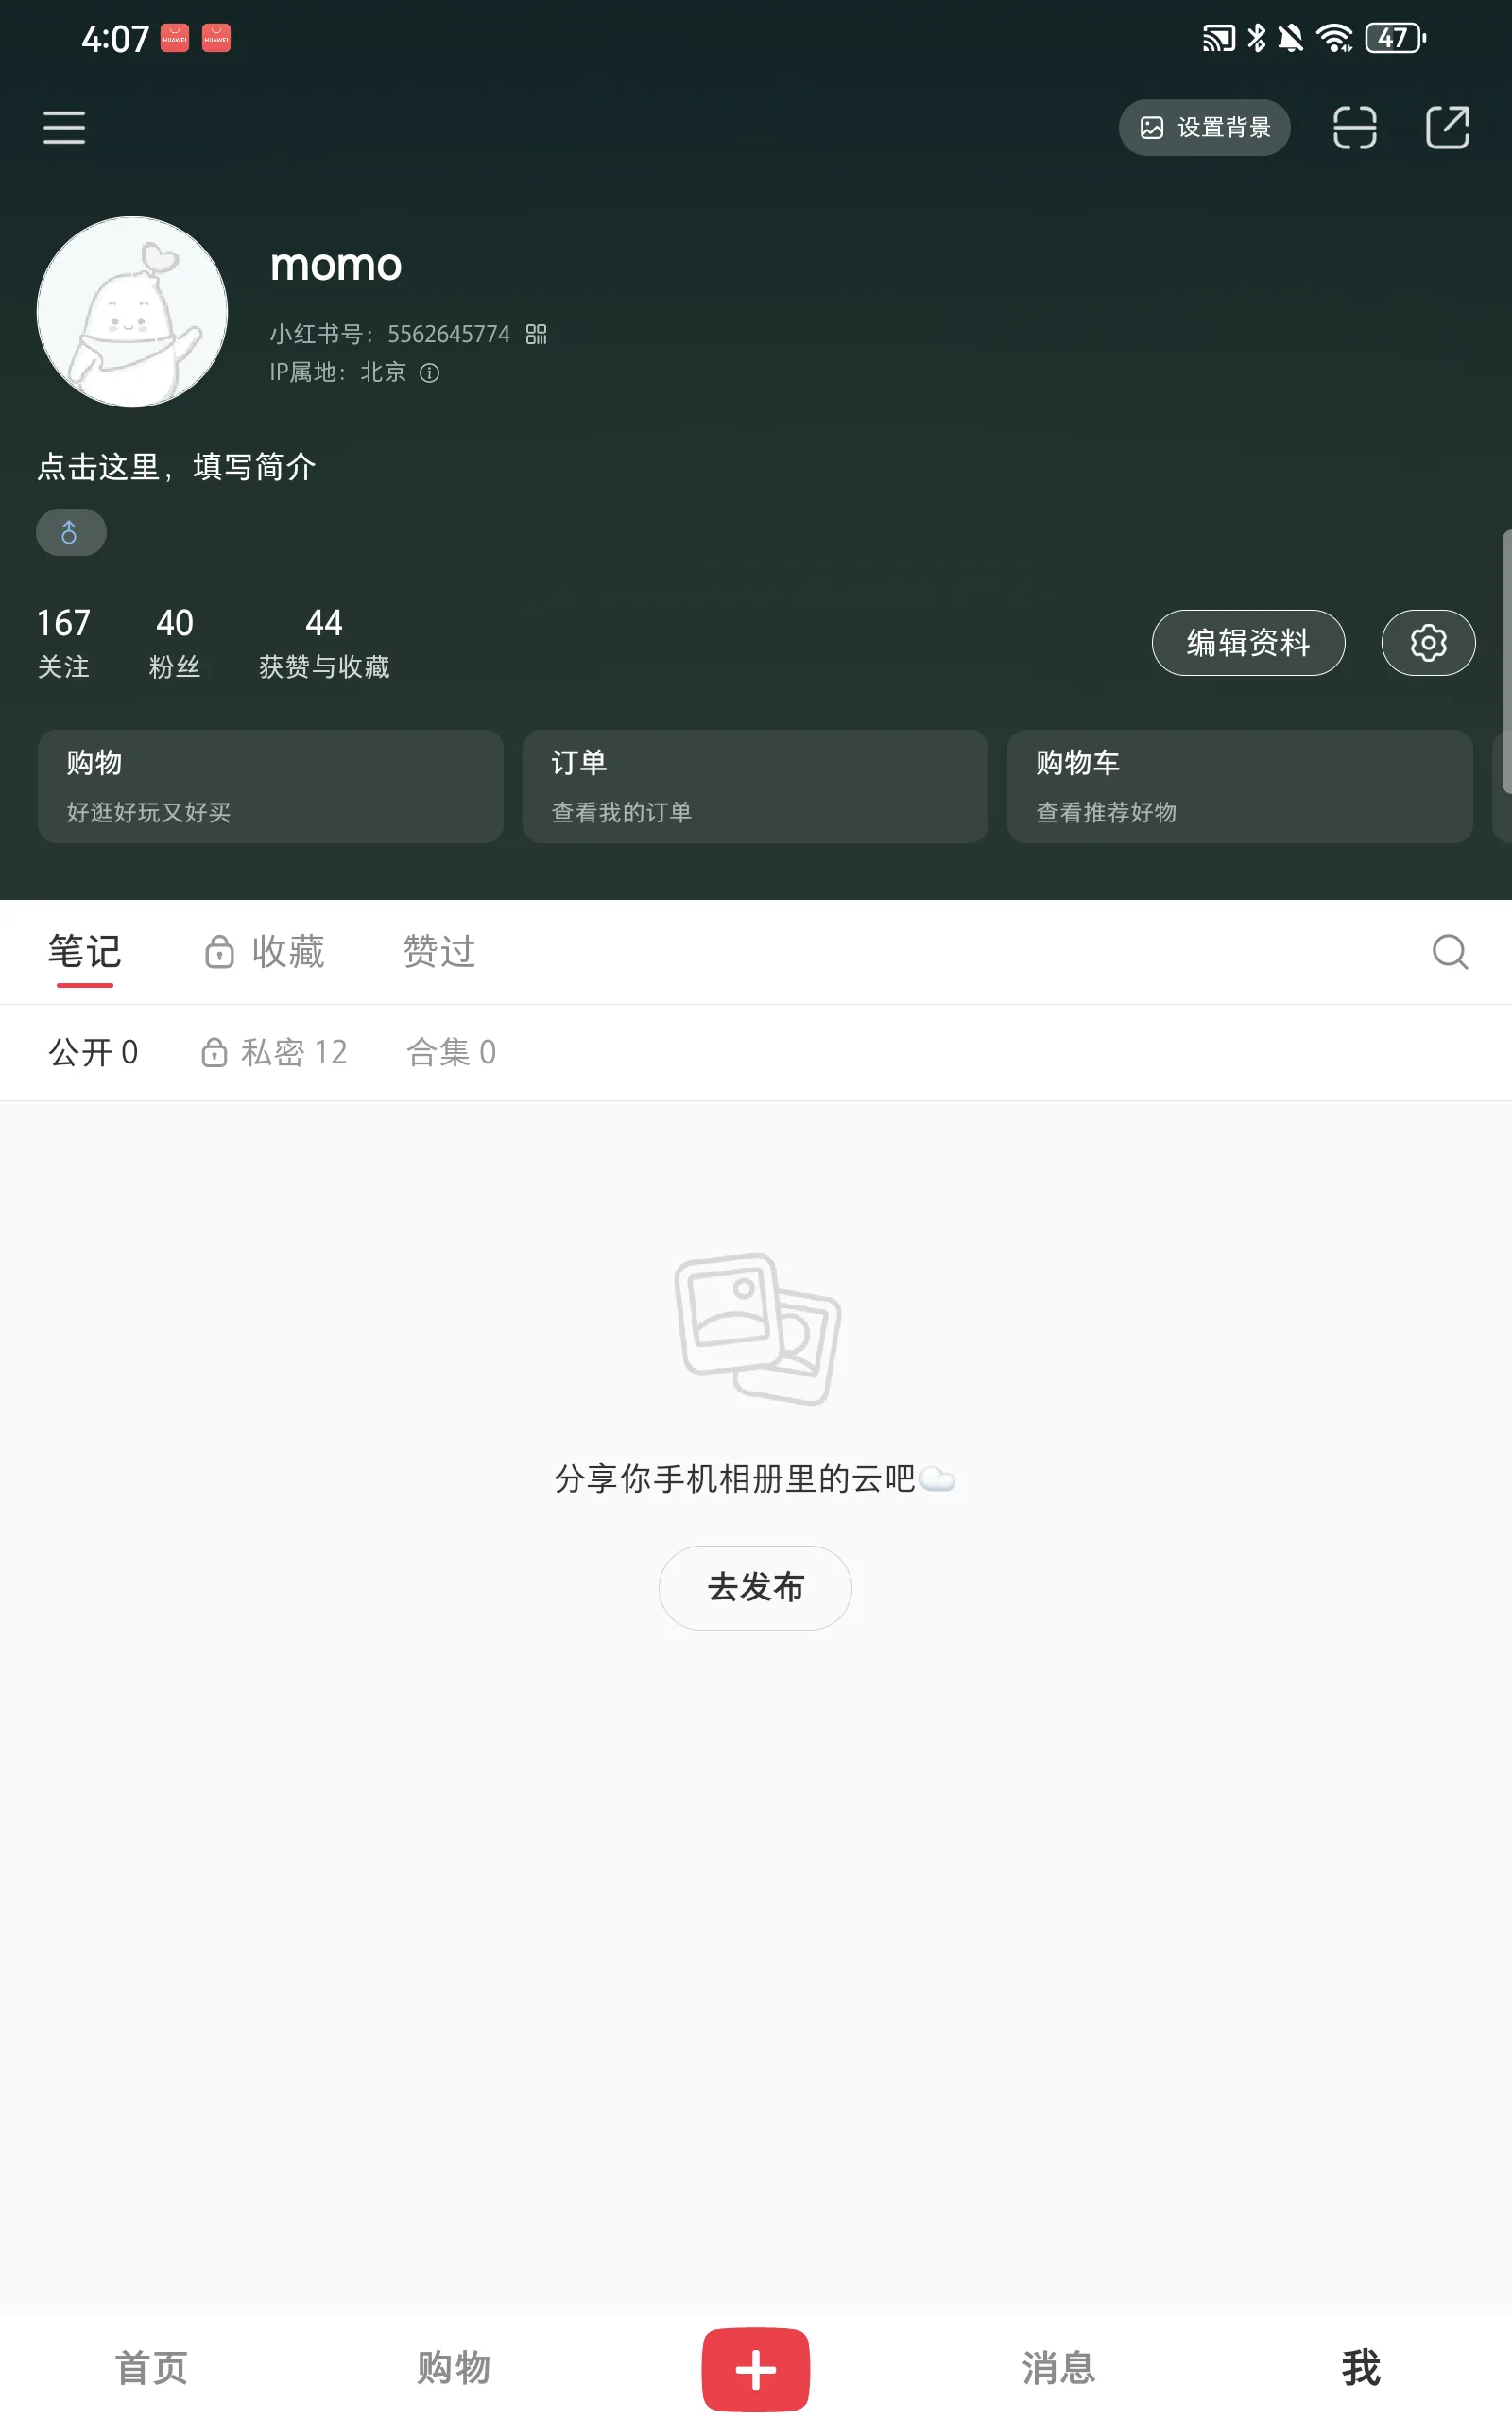 4:07
HUAWEI HUAWEI
47
设置背景
momo
小红书号：5562645774
IP属地：北京
点击这里，填写简介
167 40 44
关注 粉丝 获赞与收藏
编辑资料
购物 订单 购物车
好逛好玩又好买 查看我的订单 查看推荐好物
笔记 收藏 赞过
公开 0 私密 12 合集 0
分享你手机相册里的云吧☁️
去发布
首页 购物 消息 我